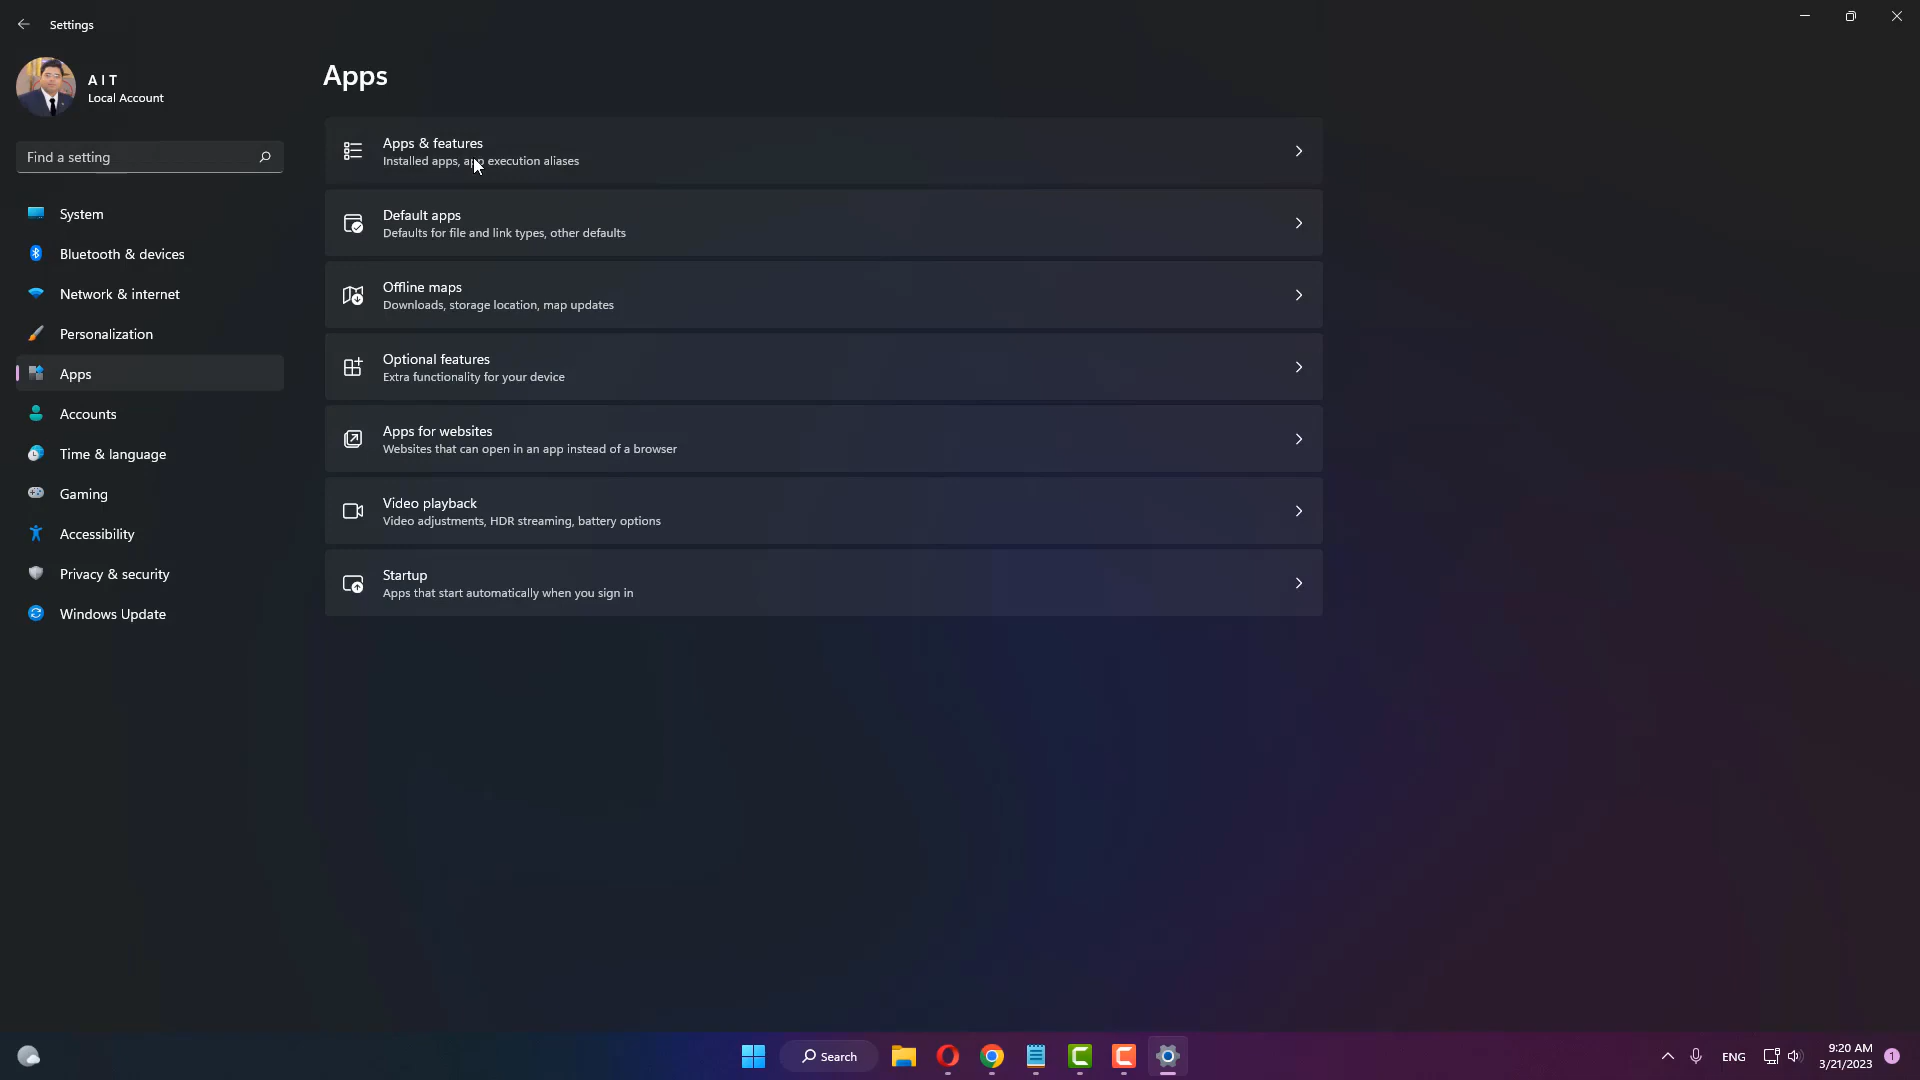 Settings
A I T
Local Account
Find a setting
System
Bluetooth & devices
Network & internet
Personalization
Apps
Accounts
Time & language
Gaming
Accessibility
Privacy & security
Windows Update
Apps
Apps & features
Installed apps, app execution aliases
Default apps
Defaults for file and link types, other defaults
Offline maps
Downloads, storage location, map updates
Optional features
Extra functionality for your device
Apps for websites
Websites that can open in an app instead of a browser
Video playback
Video adjustments, HDR streaming, battery options
Startup
Apps that start automatically when you sign in
Search
ENG
9:20 AM
3/21/2023
1